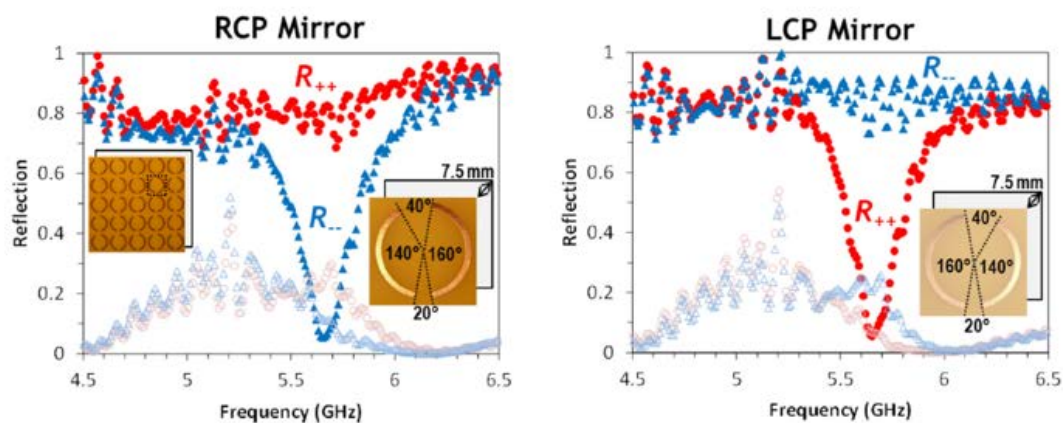 RCP Mirror
1
0.8
0.6
0.4
0.2
0
Reflection
R++
R--
7.5 mm
40°
140°
160°
20°
4.5
5
5.5
6
6.5
Frequency (GHz)
LCP Mirror
1
0.8
0.6
0.4
0.2
0
Reflection
R--
R++
7.5 mm
40°
160°
140°
20°
4.5
5
5.5
6
6.5
Frequency (GHz)